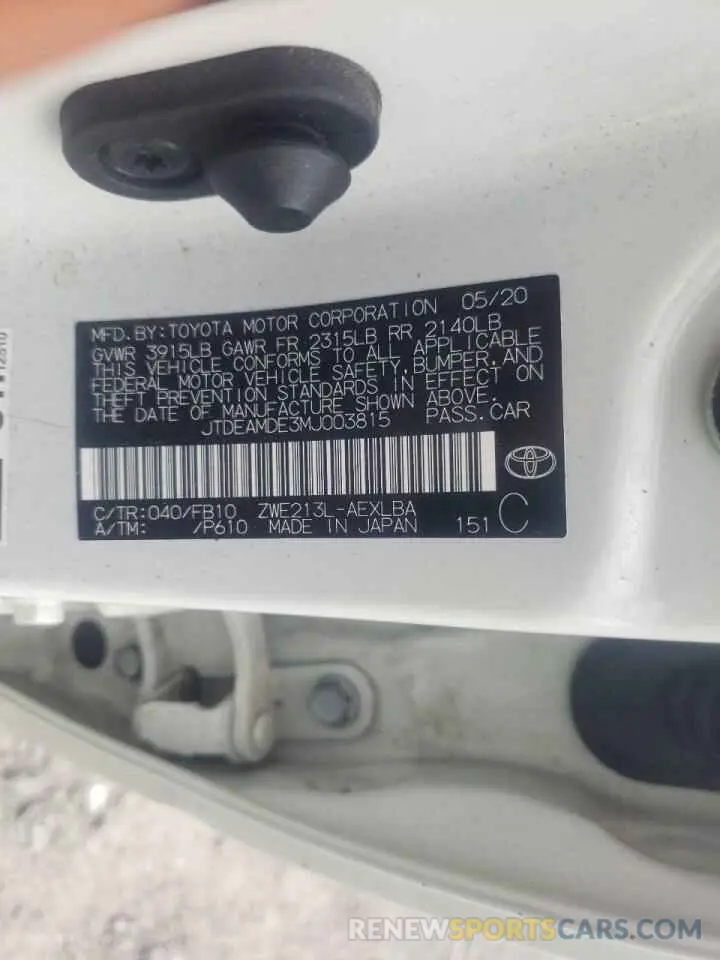 MFD.BY:TOYOTA MOTOR CORPORATION 05/20
GVWR 3915LB GAWR FR 2315LB RR 2140LB
THIS VEHICLE CONFORMS TO ALL APPLICABLE
FEDERAL MOTOR VEHICLE SAFETY, BUMPER, AND
THEFT PREVENTION STANDARDS IN EFFECT ON
THE DATE OF MANUFACTURE SHOWN ABOVE.
JTDEAMDE3MJ003815 PASS.CAR
C/TR:040/FB10 ZWE213L-AEXLBA
A/TM: /P610 MADE IN JAPAN 151 C
RENEWSPORTSCARS.COM